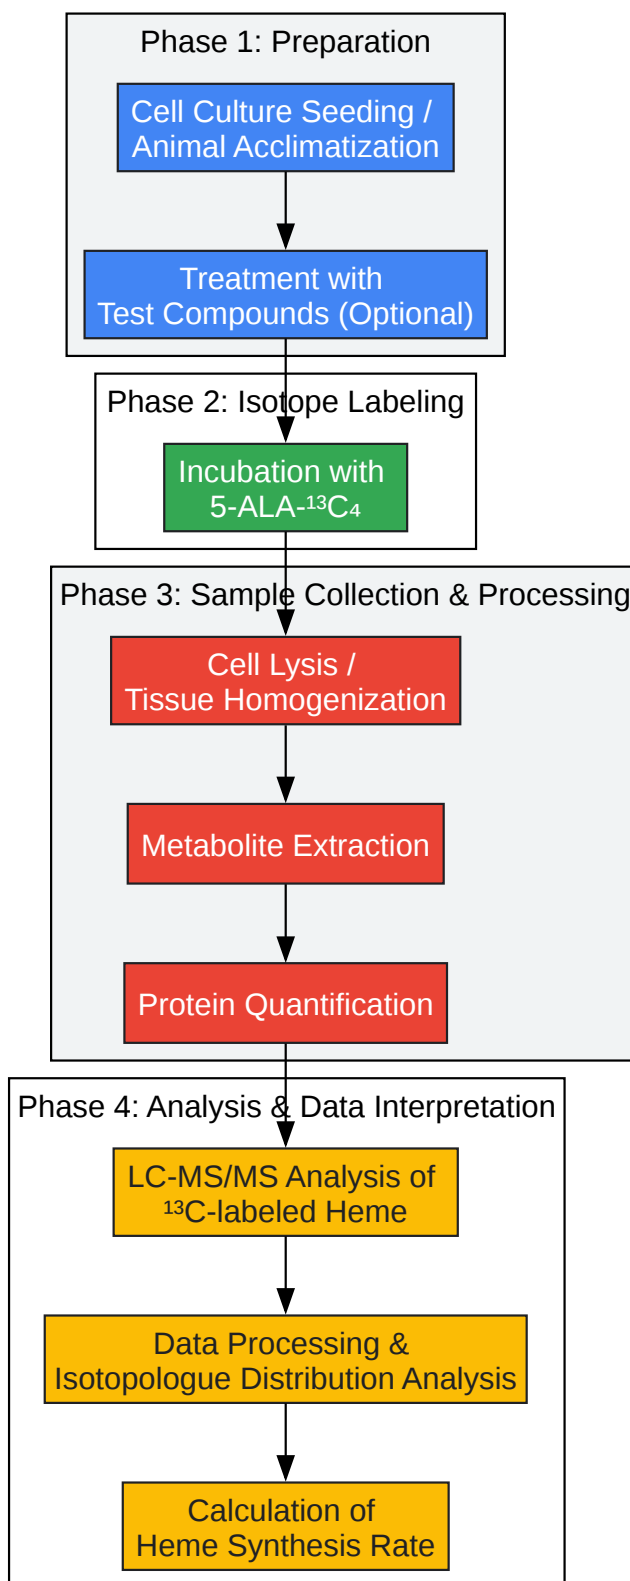 Phase 1: Preparation
Cell Culture Seeding /
Animal Acclimatization
Treatment with
Test Compounds (Optional)
Phase 2: Isotope Labeling
Incubation with
5-ALA-¹³C₄
Phase 3: Sample Collection & Processing
Cell Lysis /
Tissue Homogenization
Metabolite Extraction
Protein Quantification
Phase 4: Analysis & Data Interpretation
LC-MS/MS Analysis of
¹³C-labeled Heme
Data Processing &
Isotopologue Distribution Analysis
Calculation of
Heme Synthesis Rate